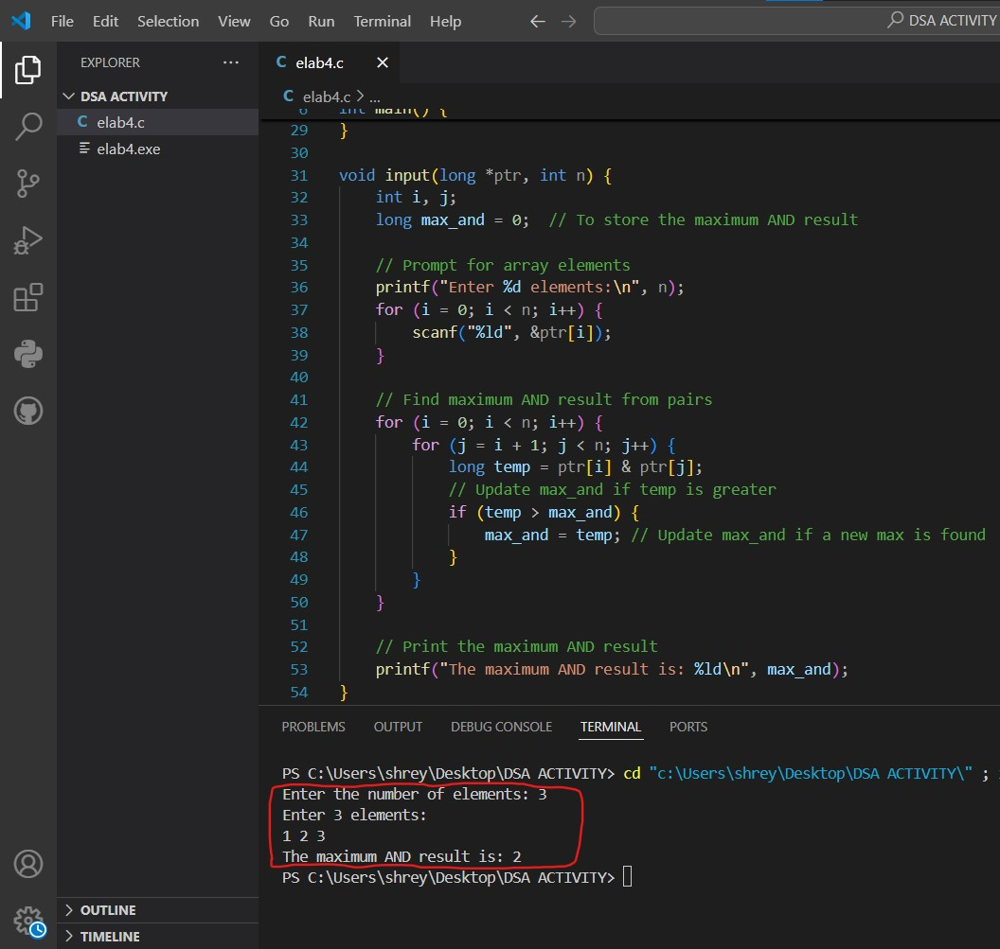 File Edit Selection View Go Run Terminal Help ← → DSA ACTIVITY
EXPLORER ...
DSA ACTIVITY
C elab4.c
elab4.exe
OUTLINE
TIMELINE
C elab4.c ×
C elab4.c > ...
6 int main() {
29 }
30
31 void input(long *ptr, int n) {
32 int i, j;
33 long max_and = 0; // To store the maximum AND result
34
35 // Prompt for array elements
36 printf("Enter %d elements:\n", n);
37 for (i = 0; i < n; i++) {
38 scanf("%ld", &ptr[i]);
39 }
40
41 // Find maximum AND result from pairs
42 for (i = 0; i < n; i++) {
43 for (j = i + 1; j < n; j++) {
44 long temp = ptr[i] & ptr[j];
45 // Update max_and if temp is greater
46 if (temp > max_and) {
47 max_and = temp; // Update max_and if a new max is found
48 }
49 }
50 }
51
52 // Print the maximum AND result
53 printf("The maximum AND result is: %ld\n", max_and);
54 }
PROBLEMS OUTPUT DEBUG CONSOLE TERMINAL PORTS
PS C:\Users\shrey\Desktop\DSA ACTIVITY> cd "c:\Users\shrey\Desktop\DSA ACTIVITY\" ;
Enter the number of elements: 3
Enter 3 elements:
1 2 3
The maximum AND result is: 2
PS C:\Users\shrey\Desktop\DSA ACTIVITY>